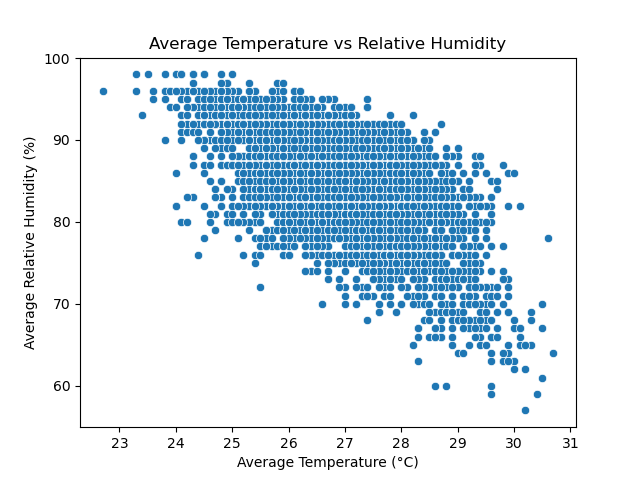 Average Temperature vs Relative Humidity
100
90
80
70
60
Average Relative Humidity (%)
23 24 25 26 27 28 29 30 31
Average Temperature (°C)